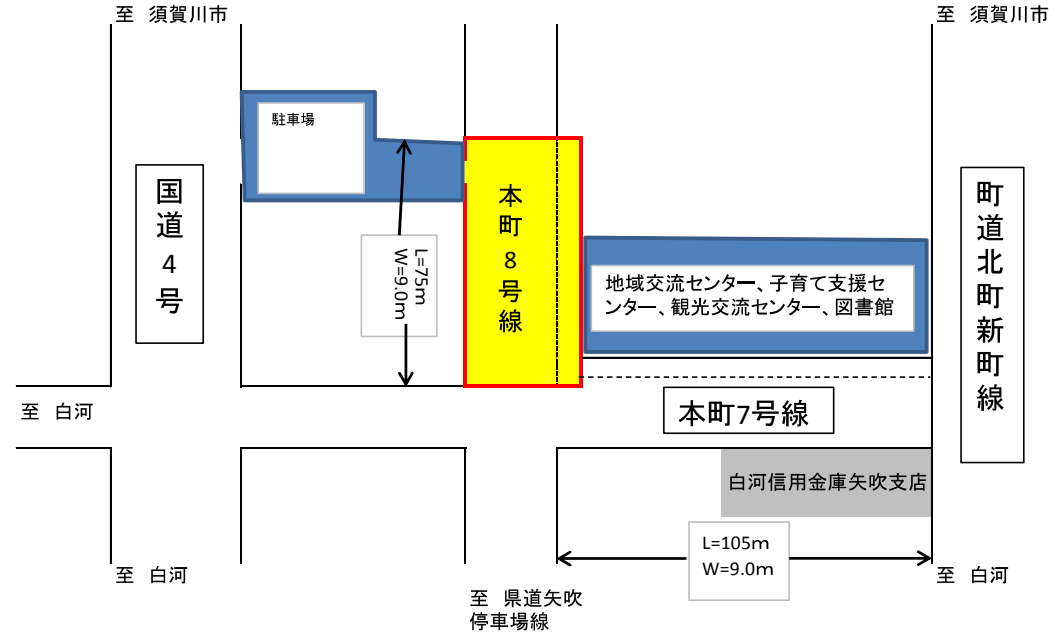 至　須賀川市
至　須賀川市
駐車場
国道4号
本町8号線
町道北町新町線
L=75m
W=9.0m
地域交流センター、子育て支援セ
ンター、観光交流センター、図書館
至　白河
本町7号線
白河信用金庫矢吹支店
L=105m
W=9.0m
至　白河
至　白河
至　県道矢吹
停車場線